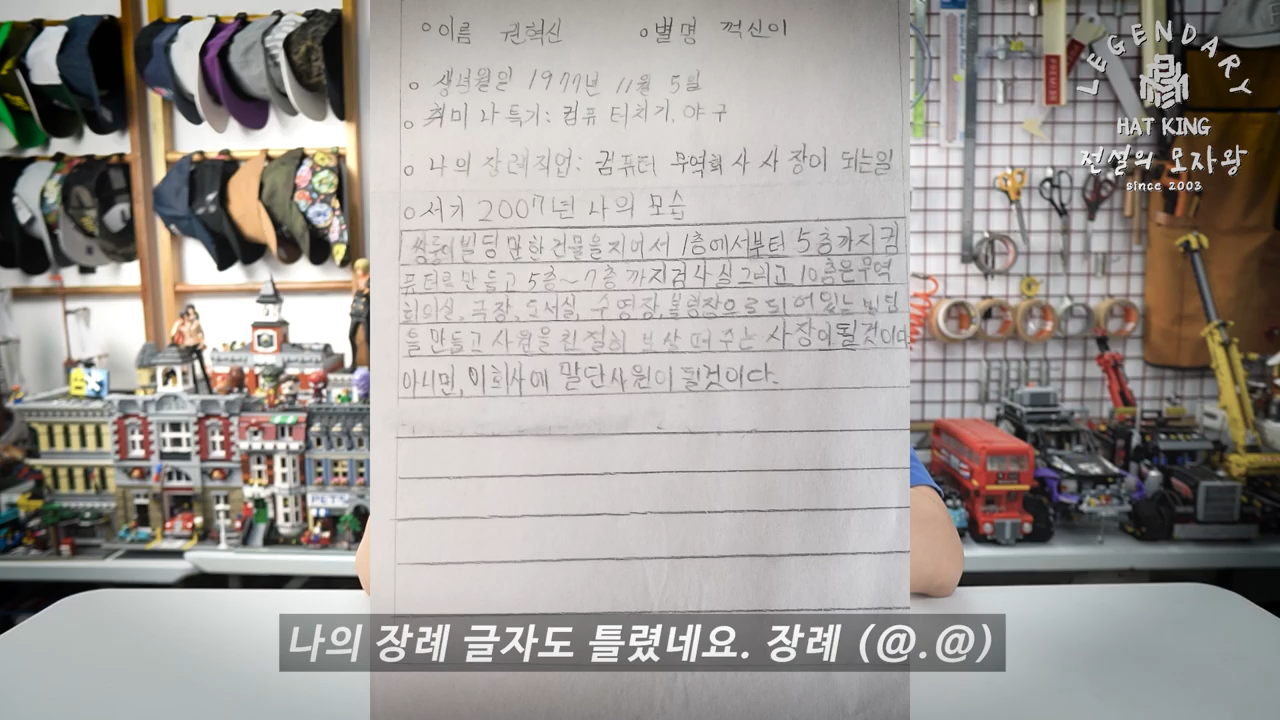 이름 권혁신 별명 꺽신이
생년월일 1977년 11월 5일
취미 나 특기: 컴퓨터치기, 야구
나의 장례직업: 컴퓨터 무역회사 사장이 되는일
서기 2007년 나의 모습
쌍둥이빌딩 만한 건물을 지어서 1층에서부턴 5층까지 컴
퓨터를 만들고 5층~7층 까지검사실 그리고 10층은무역
회의실, 극장, 도서실, 수영장, 볼링장으로 되어있는 빌딩
을 만들고 사원을 친절히 보살펴 주는 사장이될것이다
아니면, 이회사에 말단사원이 될것이다.
LEGENDARY
HAT KING
전설의 모자왕
since 2003
PETS
나의 장례 글자도 틀렸네요. 장례 (@.@)